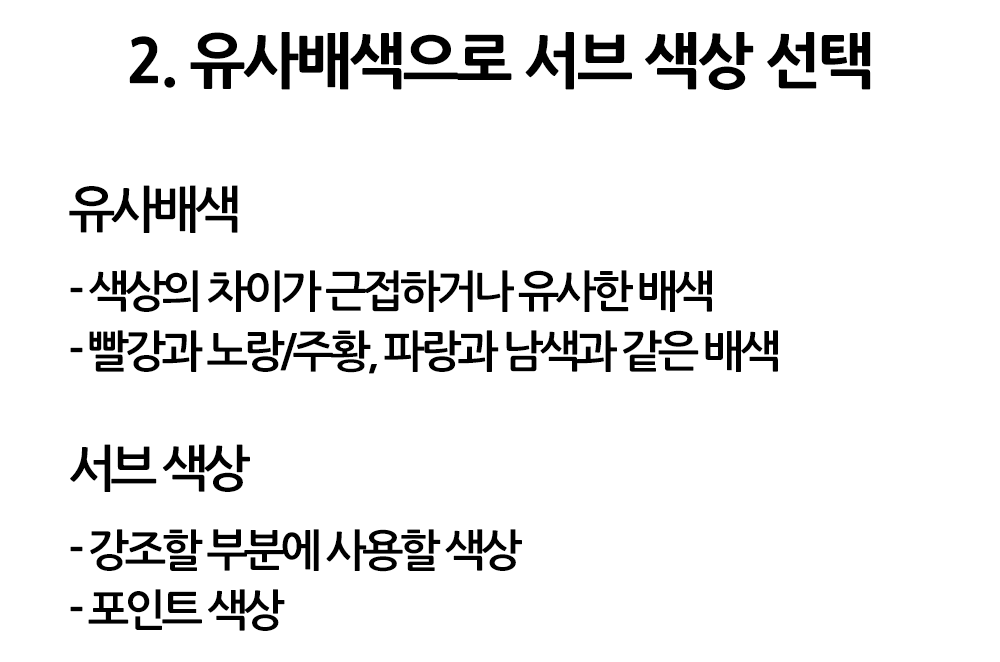 2. 유사배색으로 서브 색상 선택
유사배색
- 색상의 차이가 근접하거나 유사한 배색
- 빨강과 노랑/주황, 파랑과 남색과 같은 배색
서브 색상
- 강조할 부분에 사용할 색상
- 포인트 색상